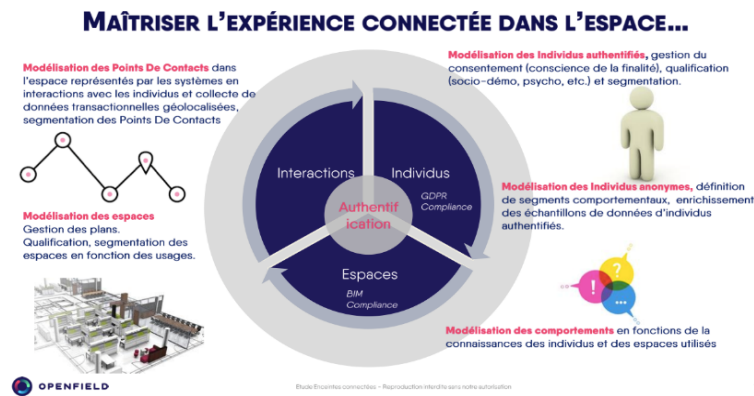 MAÎTRISER L'EXPÉRIENCE CONNECTÉE DANS L'ESPACE...
Modélisation des Points De Contacts dans
l'espace représentés par les systèmes en
interactions avec les individus et collecte de
données transactionnelles géolocalisées,
segmentation des Points De Contacts
Modélisation des espaces
Gestion des plans.
Qualification, segmentation des
espaces en fonction des usages.
Interactions
Individus
GDPR
Compliance
Authentif
ication
Espaces
BIM
Compliance
Modélisation des Individus authentifiés, gestion du
consentement (conscience de la finalité), qualification
(socio-démo, psycho, etc.) et segmentation.
Modélisation des Individus anonymes, définition
de segments comportementaux, enrichissement
des échantillons de données d'individus
authentifiés.
?
!
...
Modélisation des comportements en fonctions de la
connaissances des individus et des espaces utilisés
OPENFIELD
Etude Enceintes connectées – Reproduction interdite sans notre autorisation